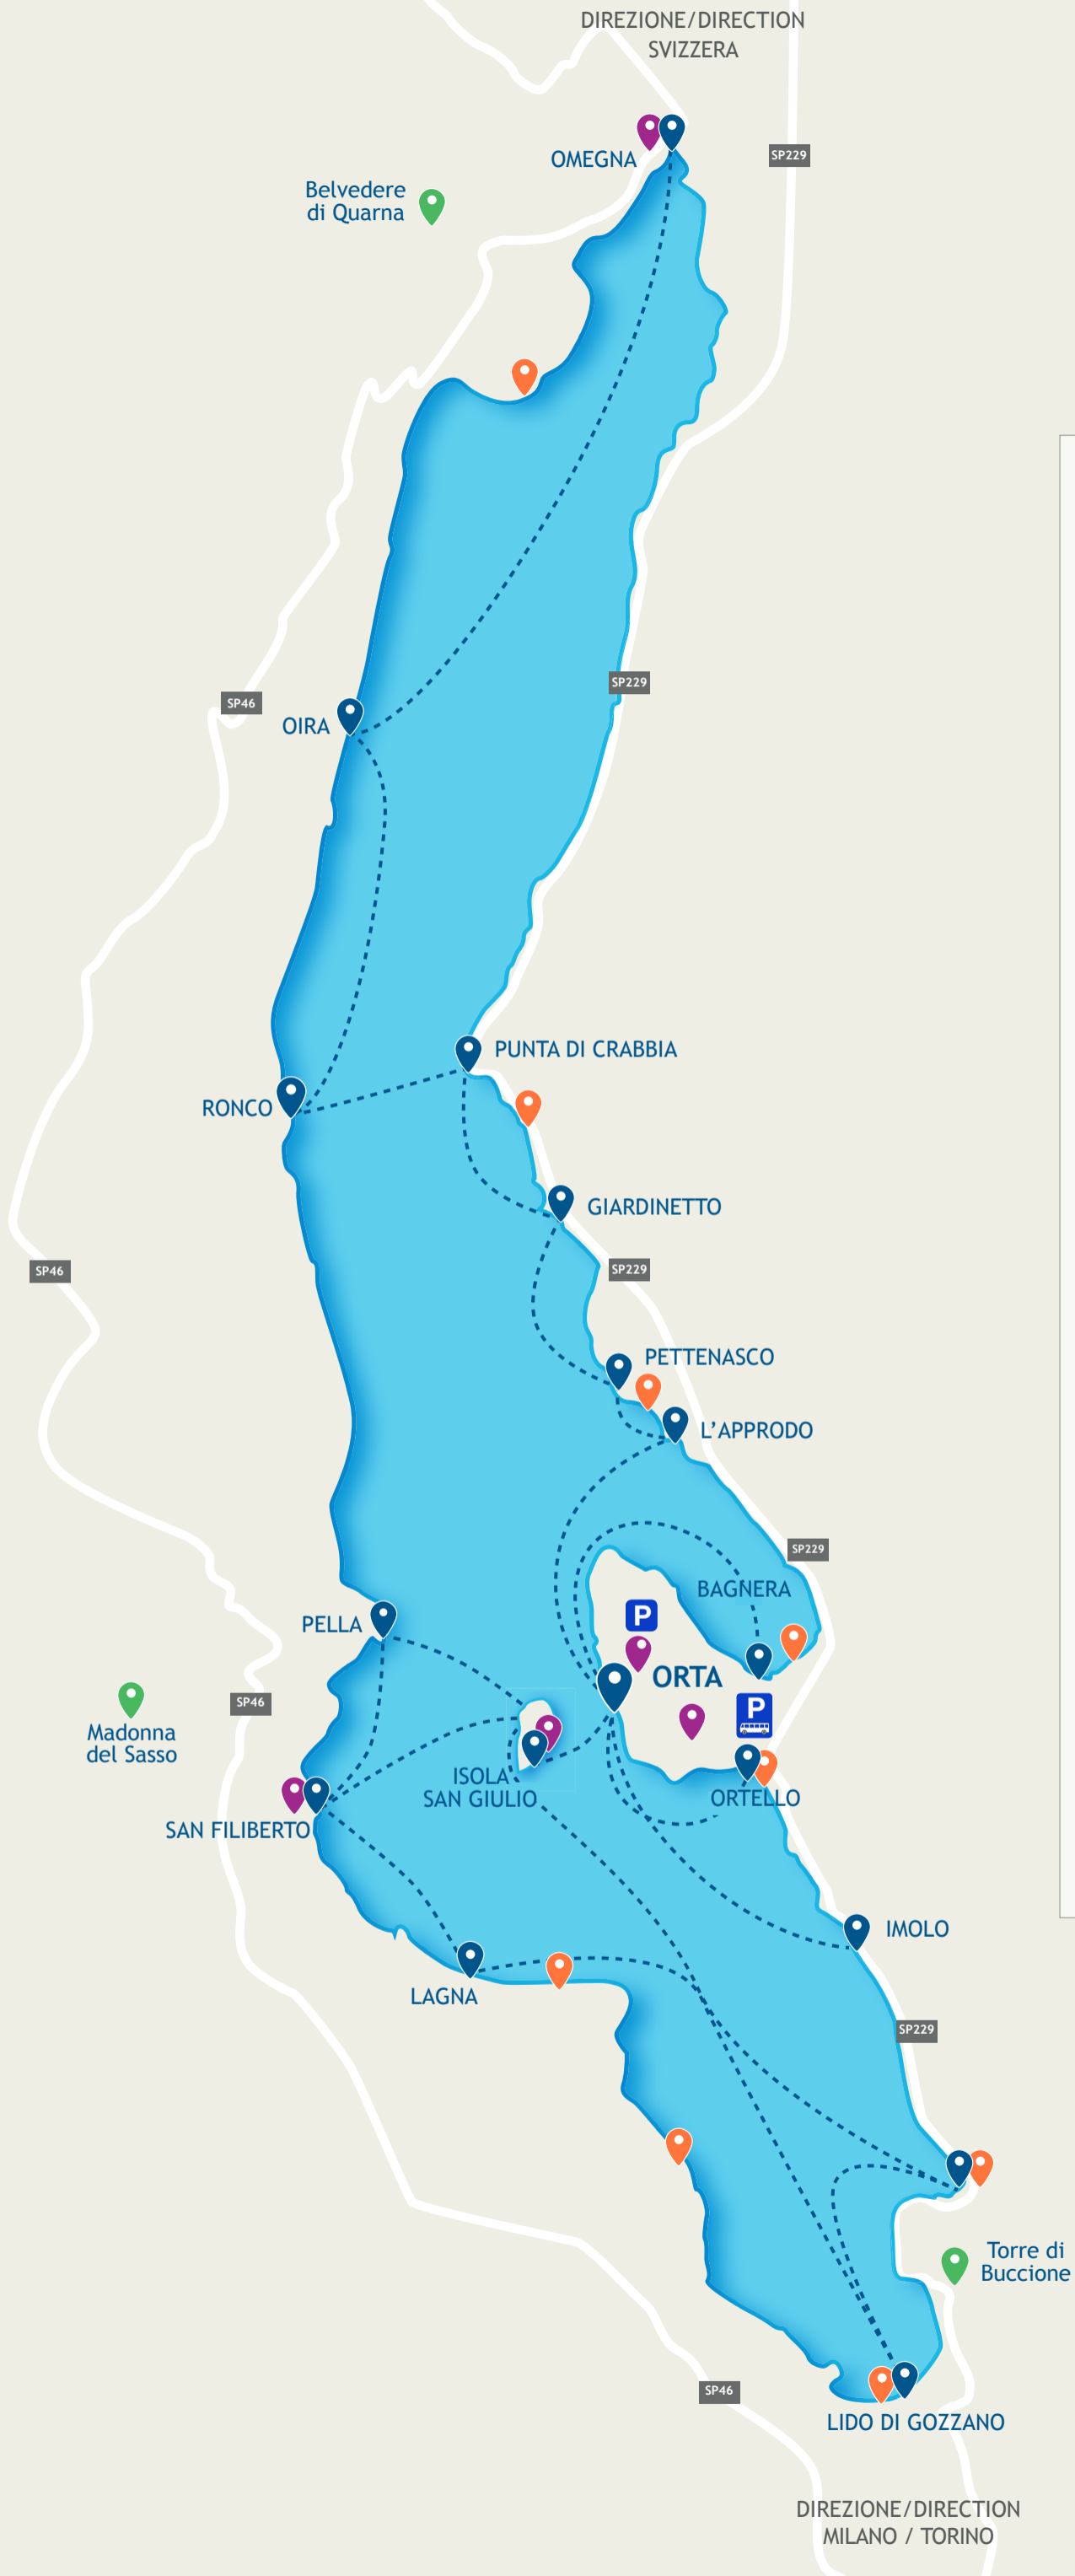 DIREZIONE/DIRECTION
SVIZZERA
OMEGNA
SP229
Belvedere
di Quarna
SP229
SP46
OIRA
PUNTA DI CRABBIA
RONCO
GIARDINETTO
SP46
SP229
PETTENASCO
L'APPRODO
SP229
BAGNERA
P
PELLA
ORTA
SP46
P
Madonna
del Sasso
ISOLA
SAN GIULIO
ORTELLO
SAN FILIBERTO
IMOLO
LAGNA
SP229
Torre di
Buccione
SP46
LIDO DI GOZZANO
DIREZIONE/DIRECTION
MILANO / TORINO